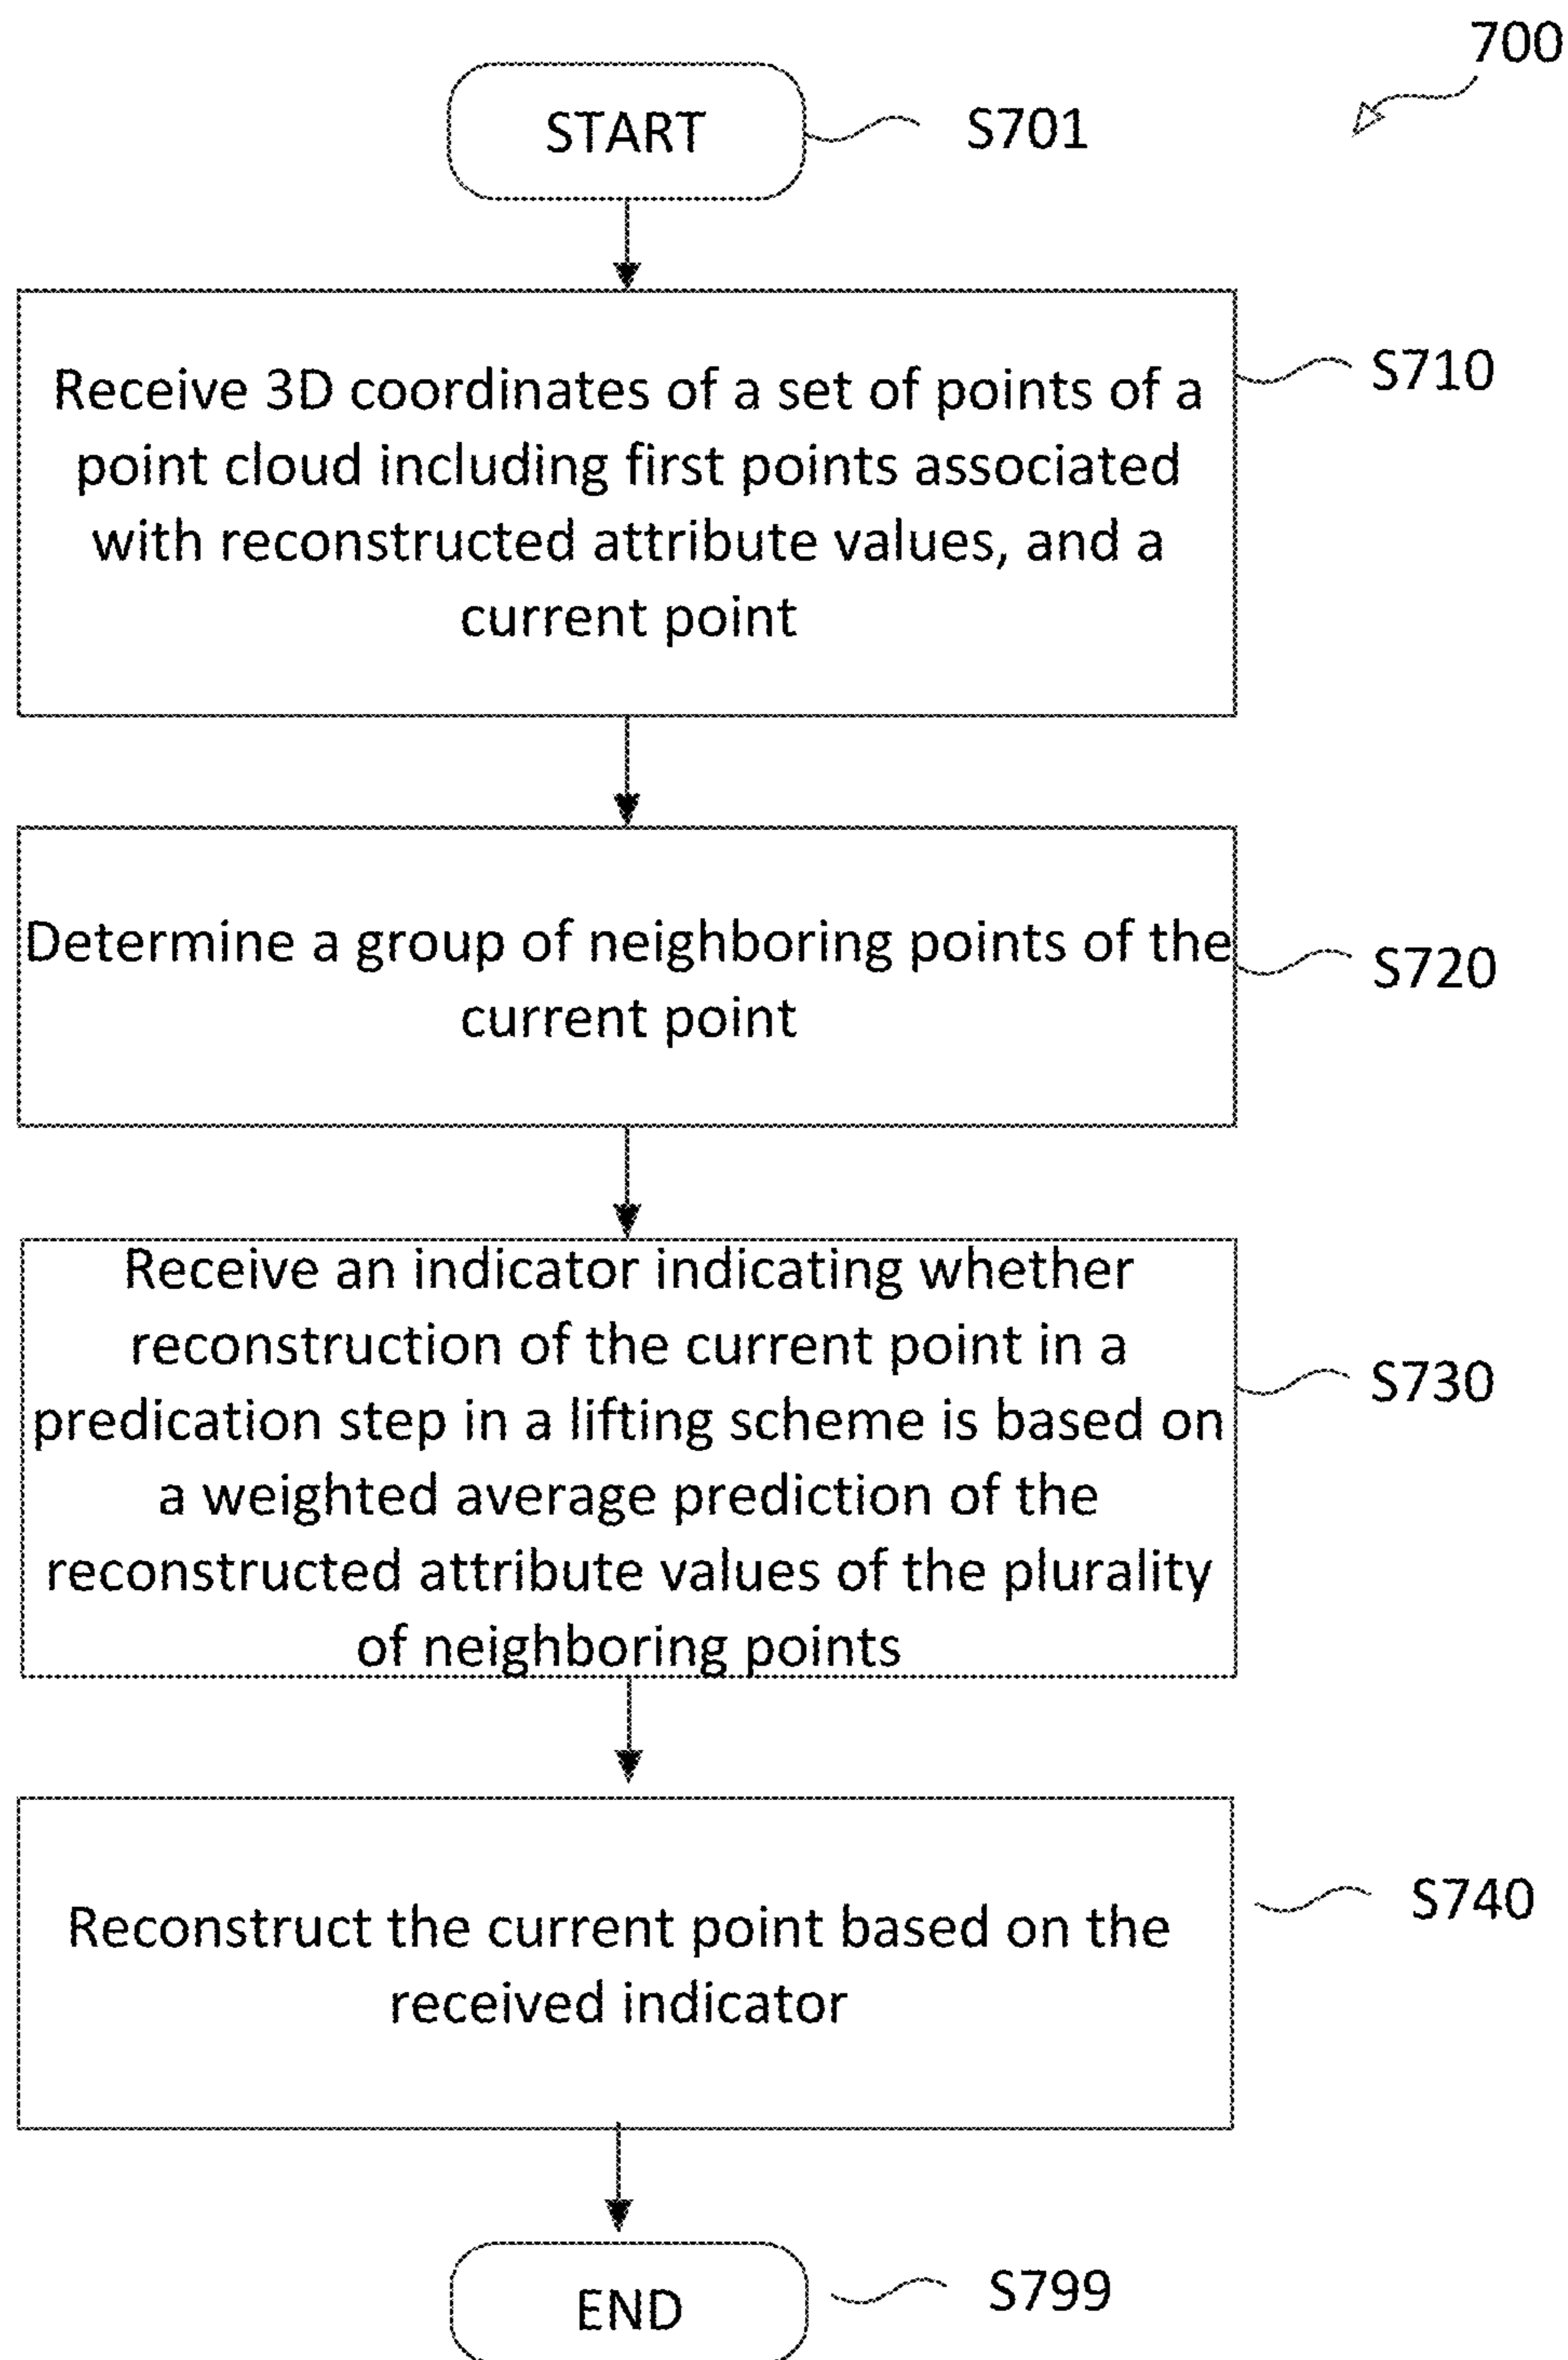 700
START
S701
Receive 3D coordinates of a set of points of a
point cloud including first points associated
with reconstructed attribute values, and a
current point
S710
Determine a group of neighboring points of the
current point
S720
Receive an indicator indicating whether
reconstruction of the current point in a
predication step in a lifting scheme is based on
a weighted average prediction of the
reconstructed attribute values of the plurality
of neighboring points
S730
Reconstruct the current point based on the
received indicator
S740
END
S799